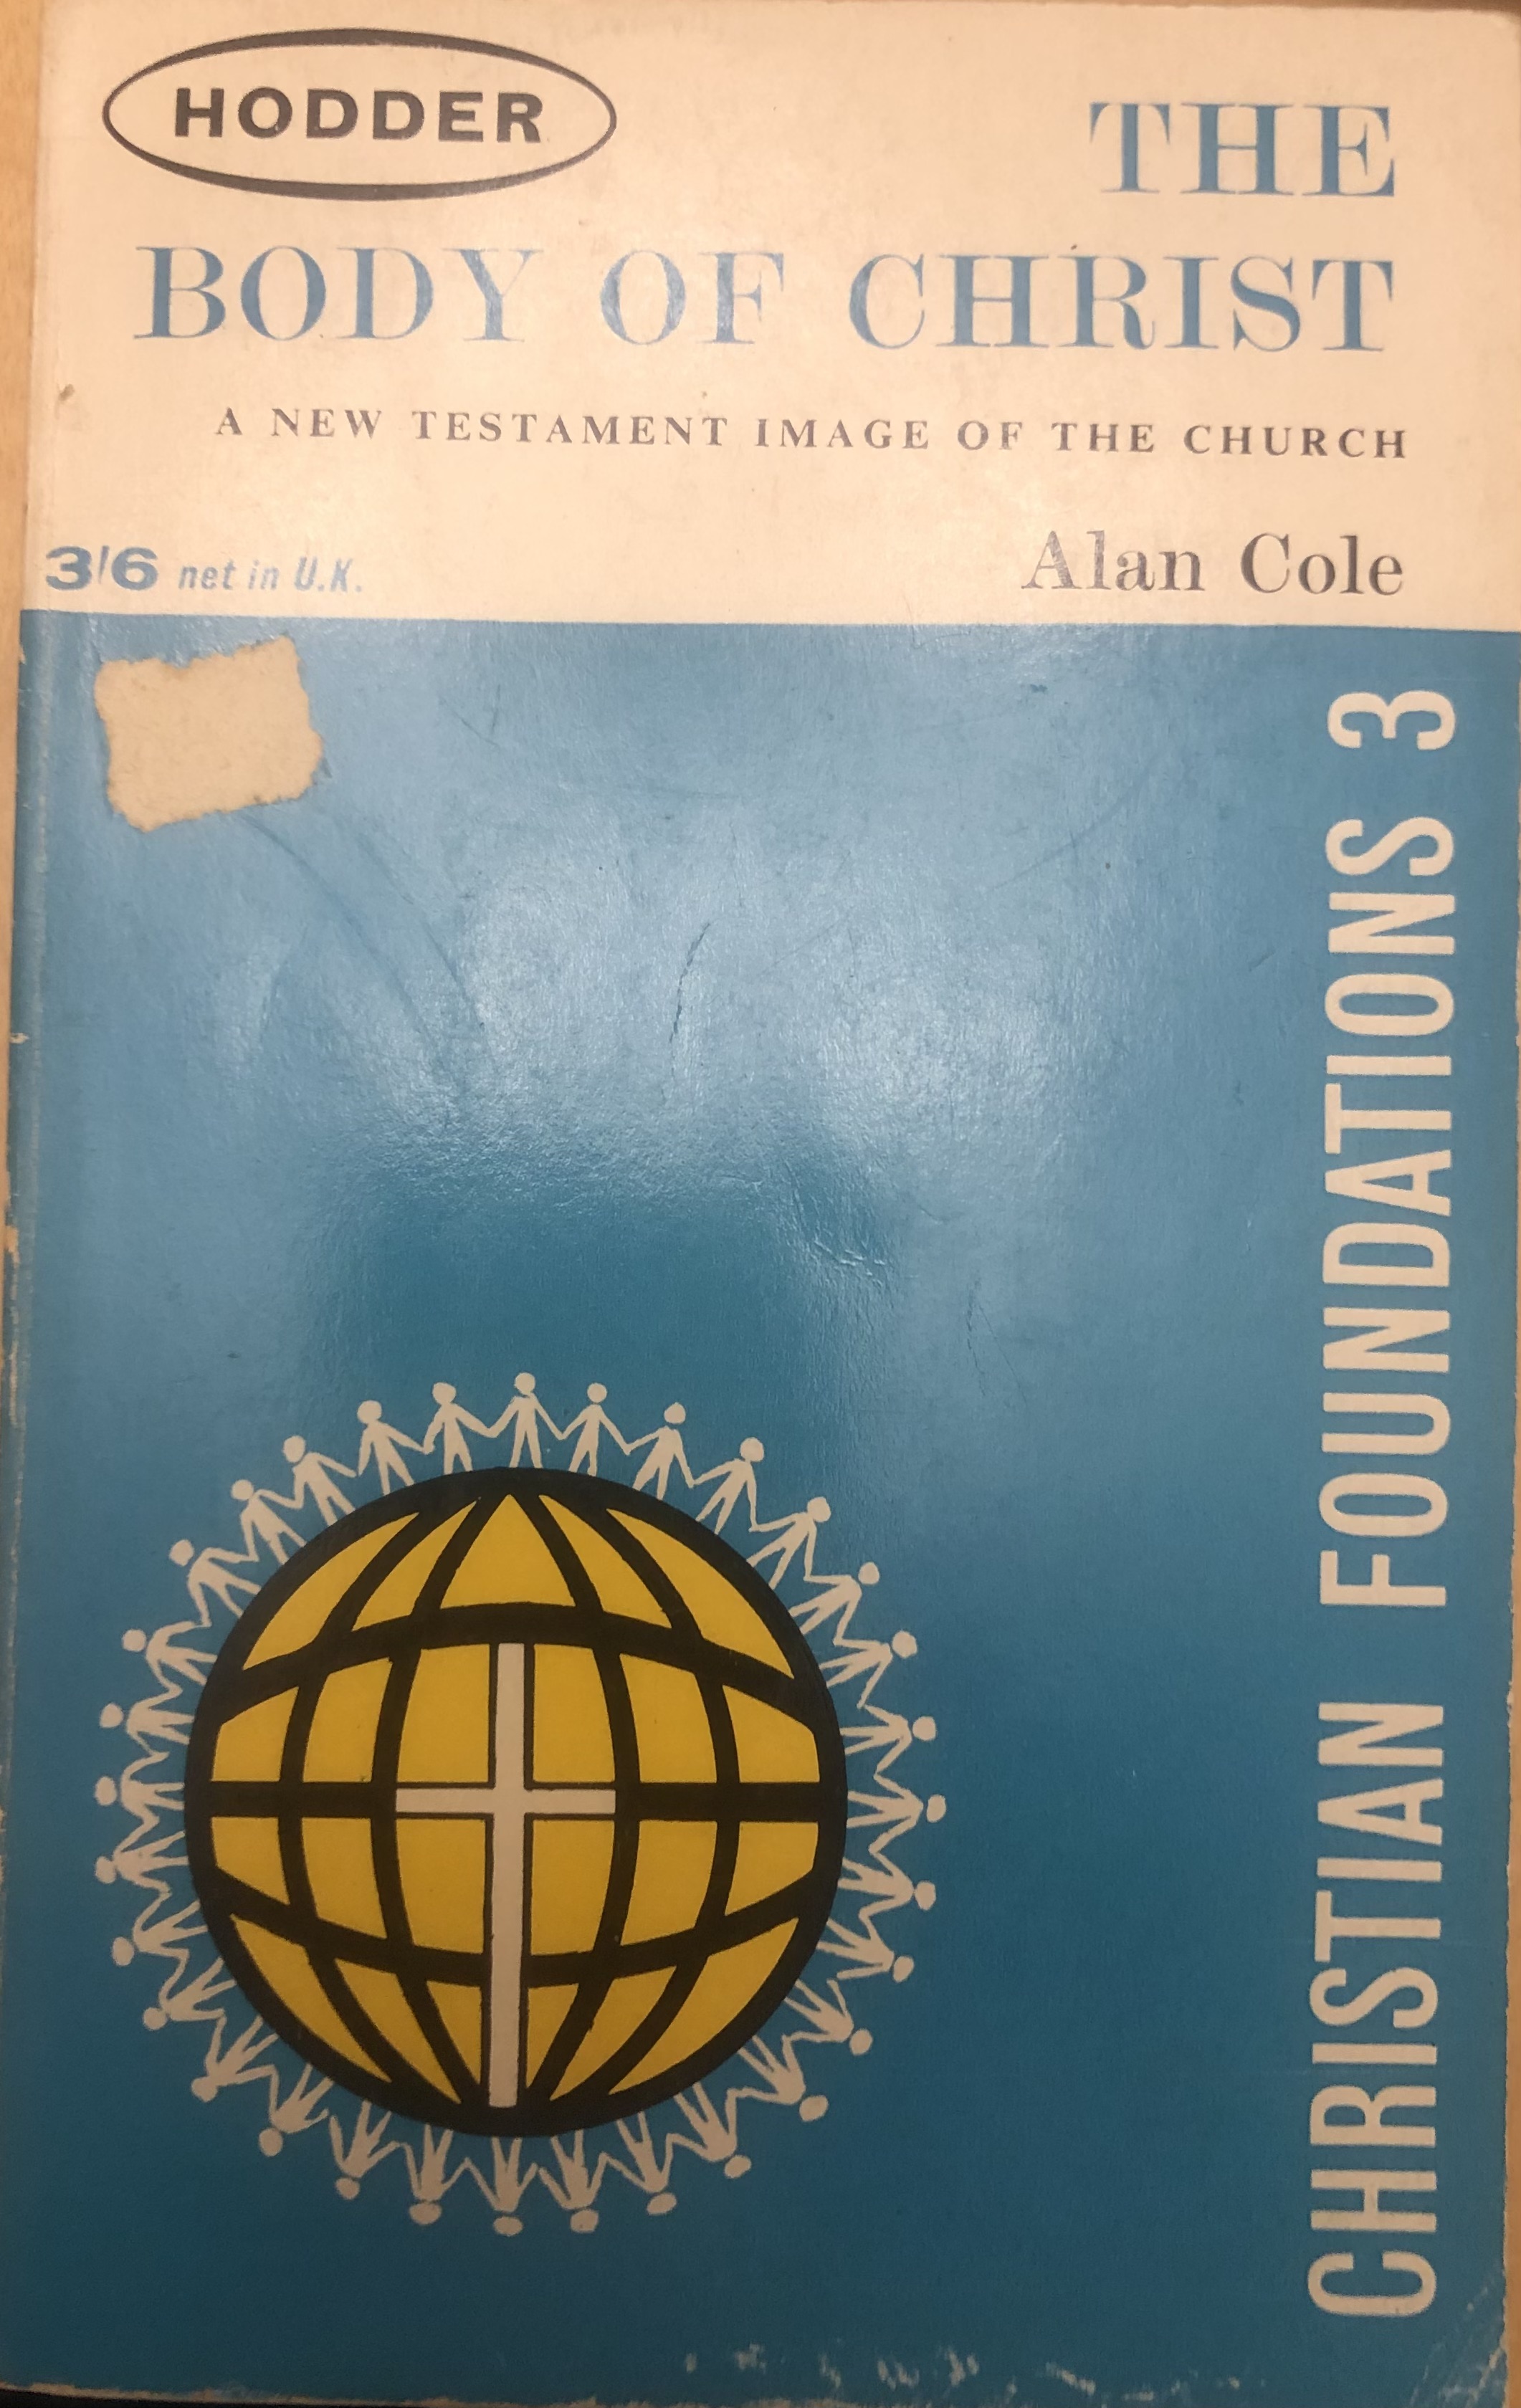 HODDER
THE
BODY OF CHRIST
A NEW TESTAMENT IMAGE OF THE CHURCH
3/6 net in U.K.
Alan Cole
CHRISTIAN FOUNDATIONS 3